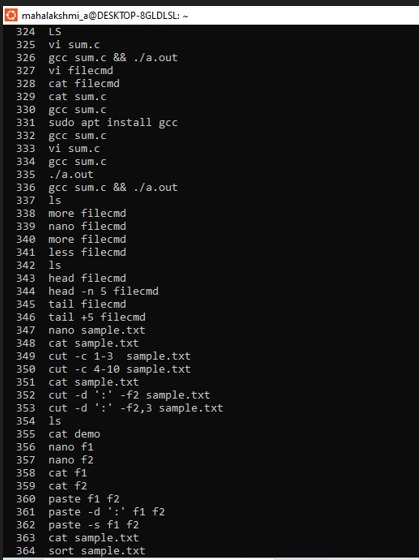 mahalakshmi_a@DESKTOP-8GLDLSL: ~
324 LS
325 vi sum.c
326 gcc sum.c && ./a.out
327 vi filecmd
328 cat filecmd
329 cat sum.c
330 gcc sum.c
331 sudo apt install gcc
332 gcc sum.c
333 vi sum.c
334 gcc sum.c
335 ./a.out
336 gcc sum.c && ./a.out
337 ls
338 more filecmd
339 nano filecmd
340 more filecmd
341 less filecmd
342 ls
343 head filecmd
344 head -n 5 filecmd
345 tail filecmd
346 tail +5 filecmd
347 nano sample.txt
348 cat sample.txt
349 cut -c 1-3  sample.txt
350 cut -c 4-10 sample.txt
351 cat sample.txt
352 cut -d ':' -f2 sample.txt
353 cut -d ':' -f2,3 sample.txt
354 ls
355 cat demo
356 nano f1
357 nano f2
358 cat f1
359 cat f2
360 paste f1 f2
361 paste -d ':' f1 f2
362 paste -s f1 f2
363 cat sample.txt
364 sort sample.txt